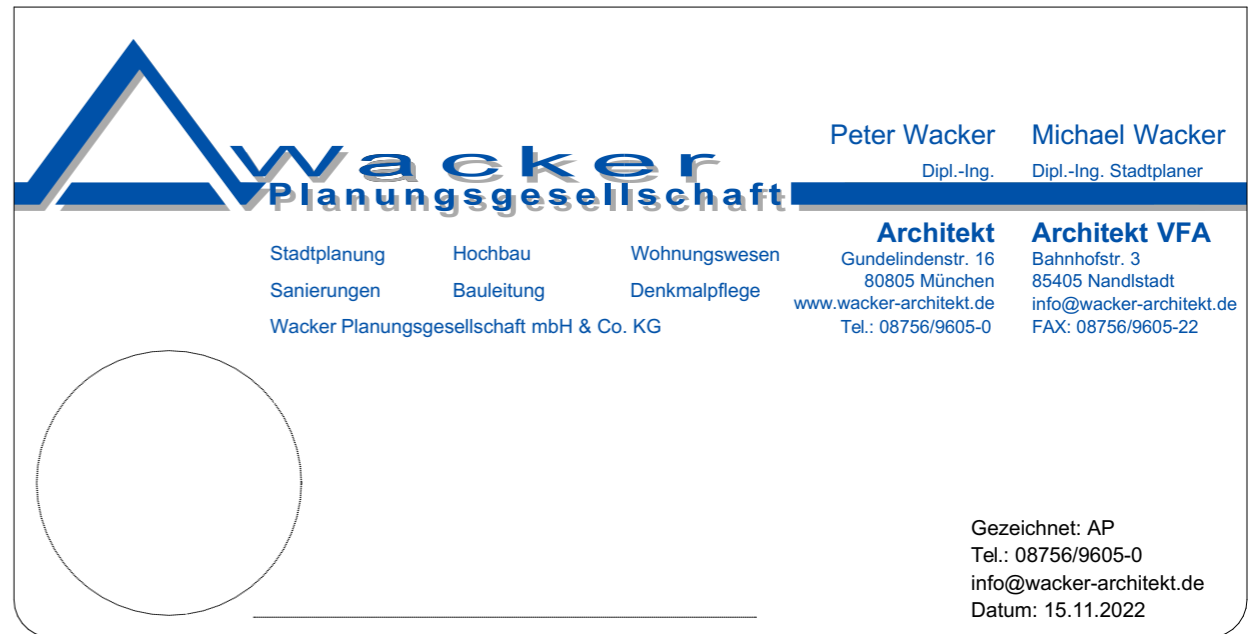 Wacker
Planungsgesellschaft
Stadtplanung Hochbau Wohnungswesen
Sanierungen Bauleitung Denkmalpflege
Wacker Planungsgesellschaft mbH & Co. KG
Peter Wacker
Dipl.-Ing.
Architekt
Gundelindenstr. 16
80805 München
www.wacker-architekt.de
Tel.: 08756/9605-0
Michael Wacker
Dipl.-Ing. Stadtplaner
Architekt VFA
Bahnhofstr. 3
85405 Nandlstadt
info@wacker-architekt.de
FAX: 08756/9605-22
Gezeichnet: AP
Tel.: 08756/9605-0
info@wacker-architekt.de
Datum: 15.11.2022